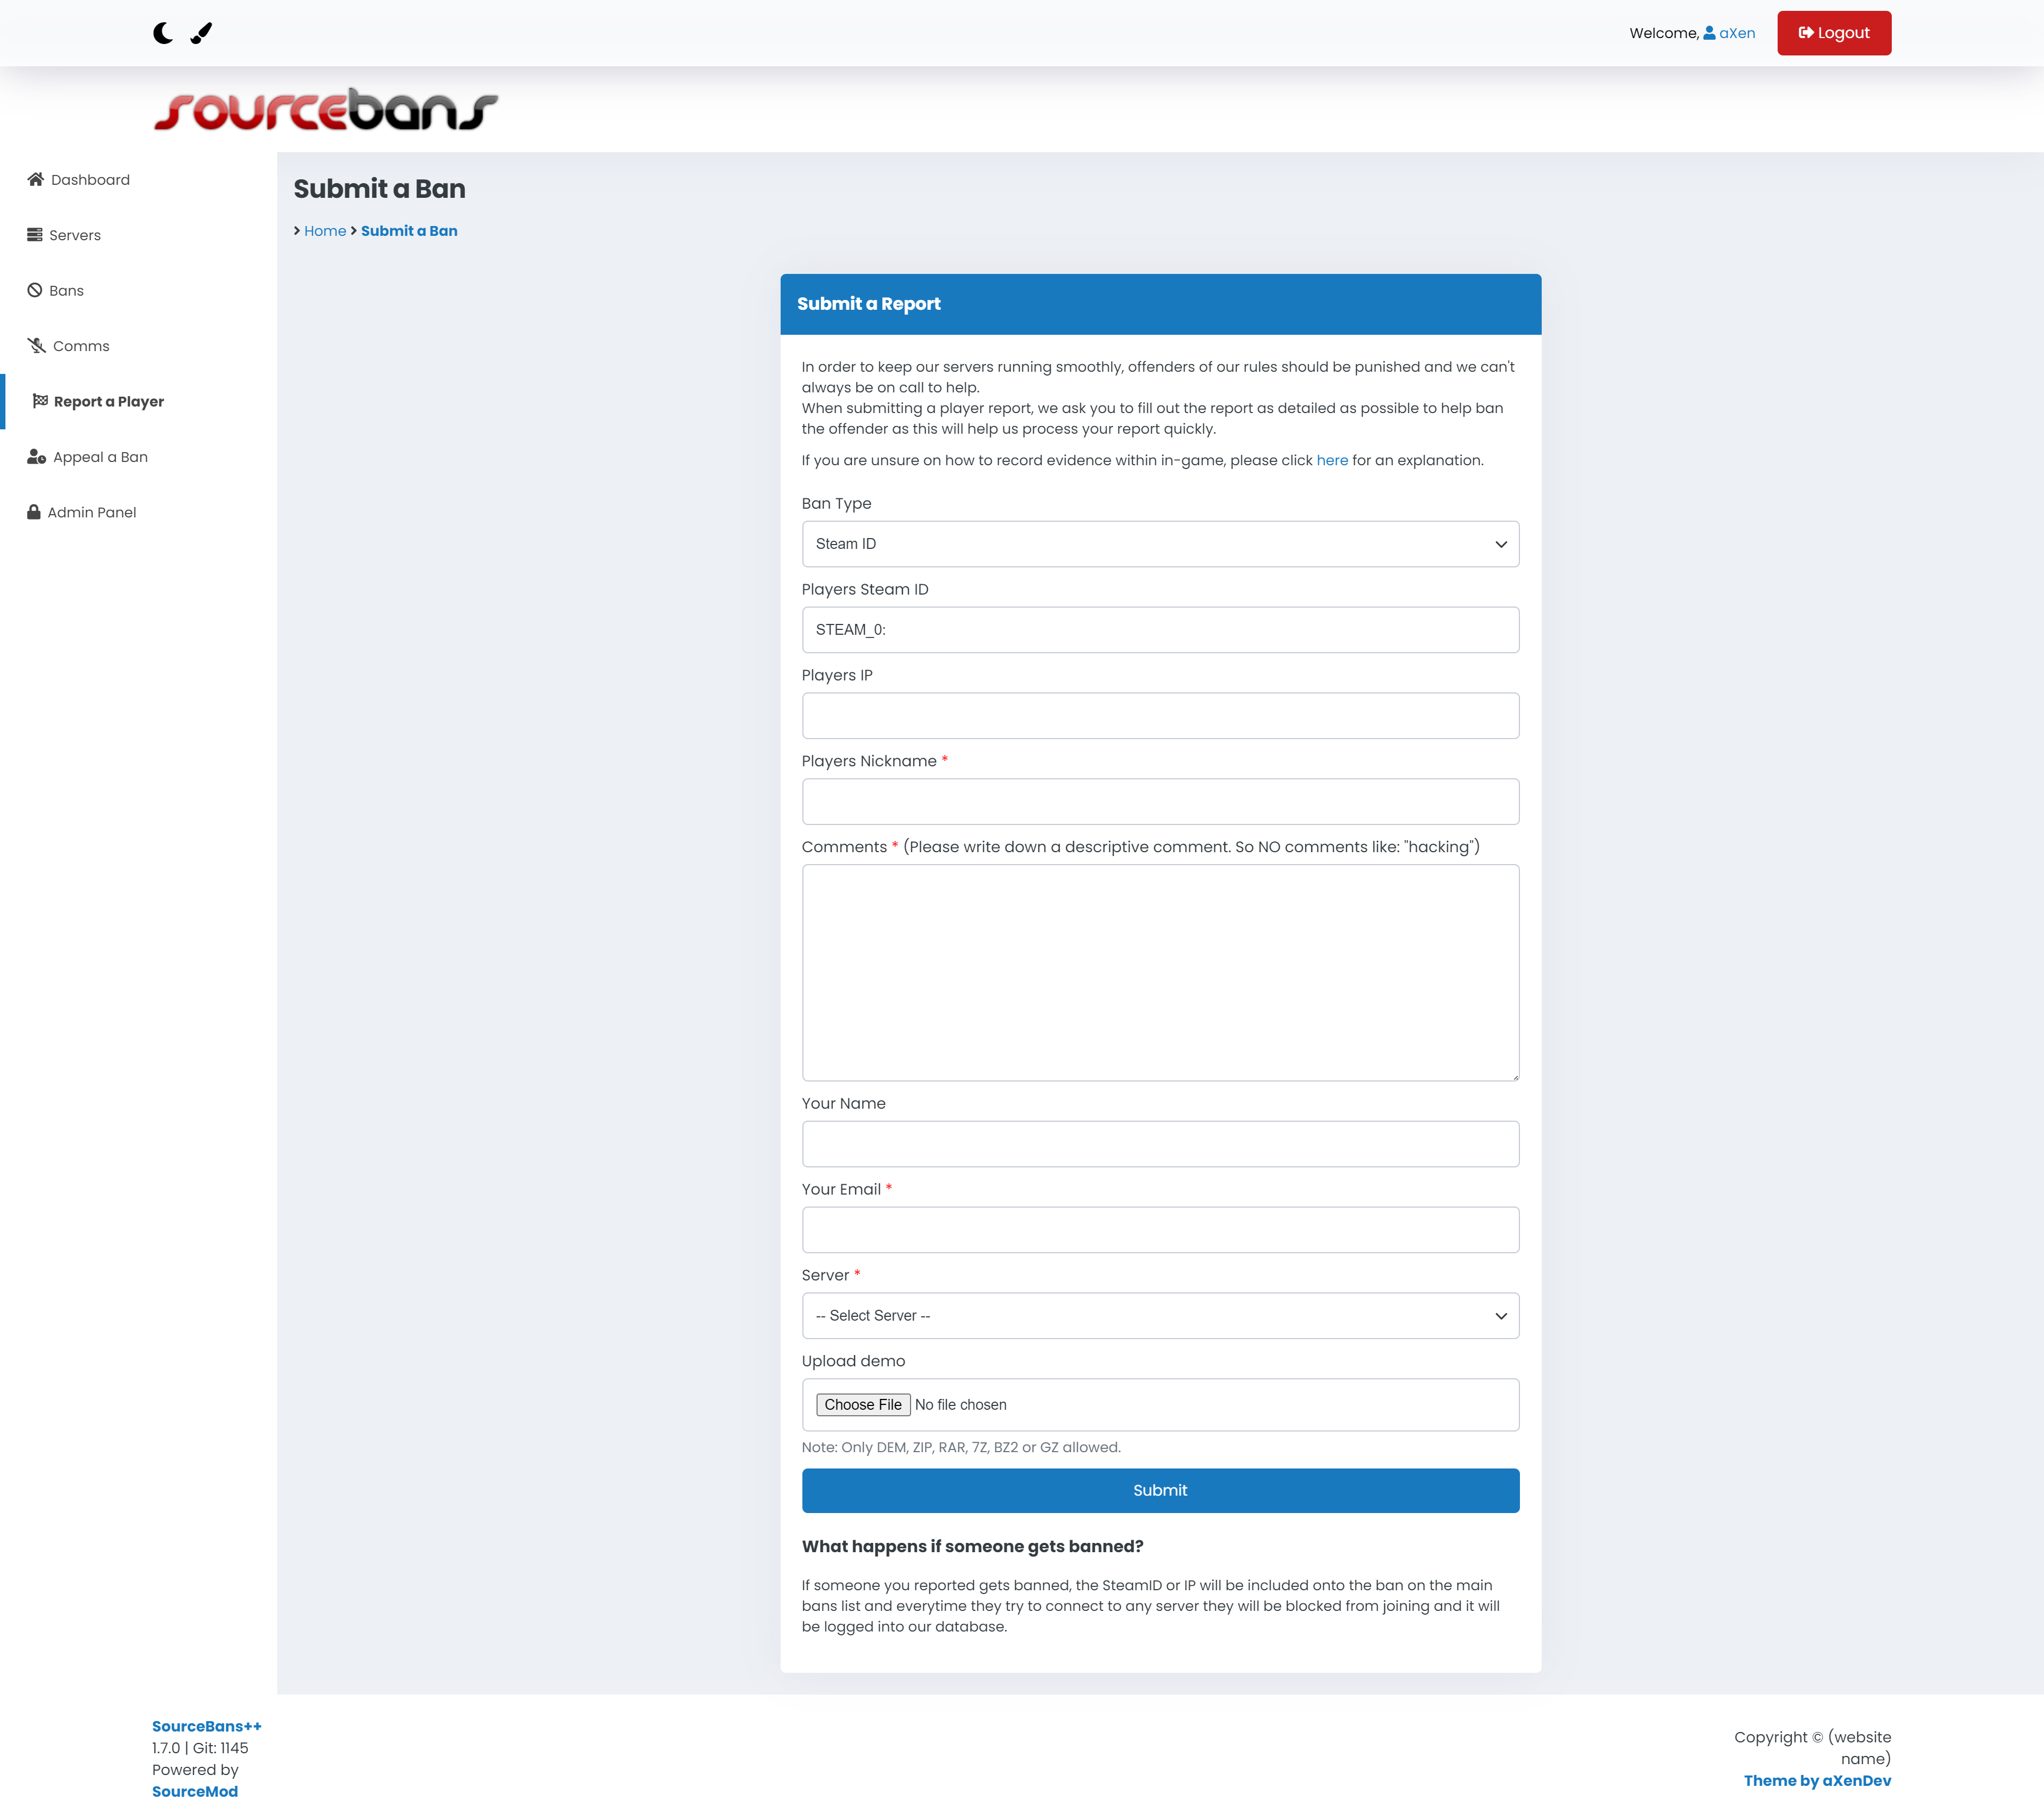 Welcome, aXen
Logout
sourcebans
Dashboard
Servers
Bans
Comms
Report a Player
Appeal a Ban
Admin Panel
Submit a Ban
Home
Submit a Ban
Submit a Report
In order to keep our servers running smoothly, offenders of our rules should be punished and we can't
always be on call to help.
When submitting a player report, we ask you to fill out the report as detailed as possible to help ban
the offender as this will help us process your report quickly.
If you are unsure on how to record evidence within in-game, please click here for an explanation.
Ban Type
Steam ID
Players Steam ID
STEAM_0:
Players IP
Players Nickname *
Comments * (Please write down a descriptive comment. So NO comments like: "hacking")
Your Name
Your Email *
Server *
-- Select Server --
Upload demo
Choose File No file chosen
Note: Only DEM, ZIP, RAR, 7Z, BZ2 or GZ allowed.
Submit
What happens if someone gets banned?
If someone you reported gets banned, the SteamID or IP will be included onto the ban on the main
bans list and everytime they try to connect to any server they will be blocked from joining and it will
be logged into our database.
SourceBans++
1.7.0 | Git: 1145
Powered by
SourceMod
Copyright © (website
name)
Theme by aXenDev